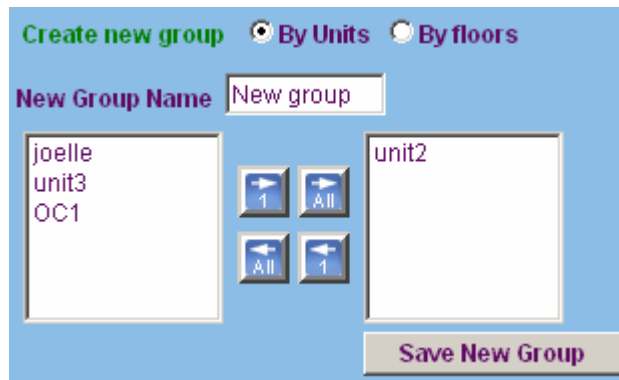 Create new group By Units By floors
New Group Name New group
joelle
unit3
OC1
1 All
All 1
unit2
Save New Group